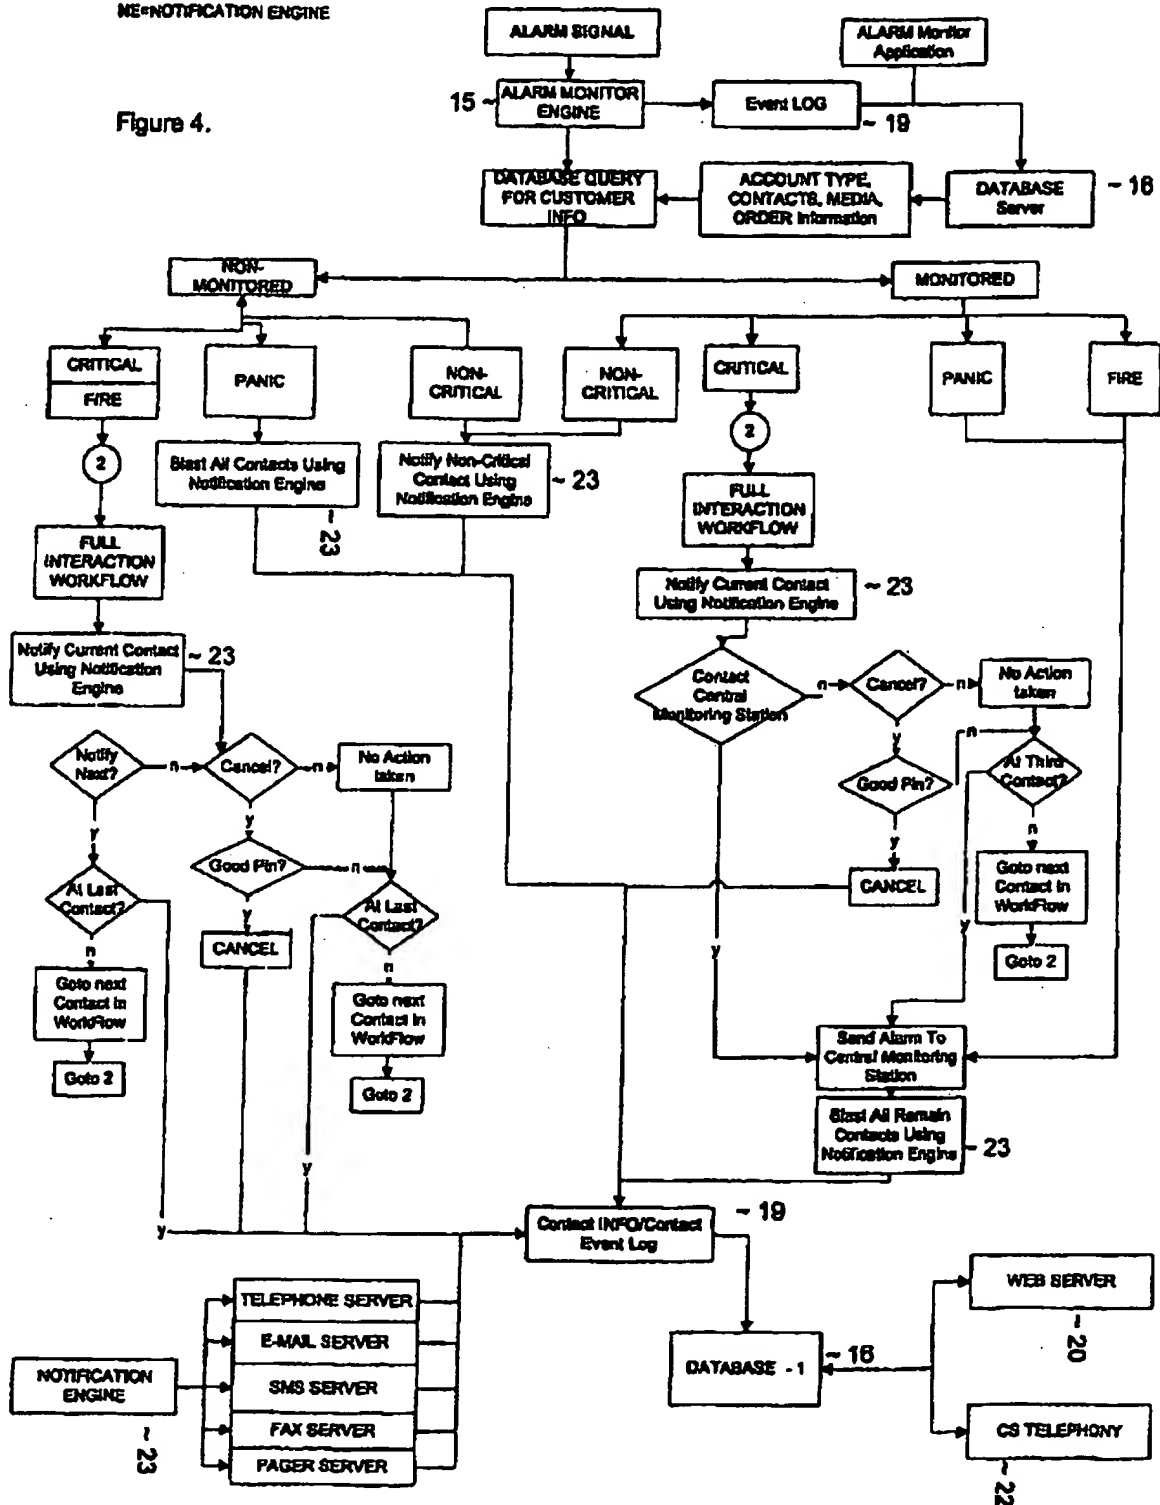 NE=NOTIFICATION ENGINE
Figure 4.
ALARM SIGNAL
ALARM Monitor
Application
15 ~
ALARM MONITOR
ENGINE
Event LOG
~ 19
DATABASE QUERY
FOR CUSTOMER
INFO
ACCOUNT TYPE,
CONTACTS, MEDIA,
ORDER Information
DATABASE
Server
~ 16
NON-
MONITORED
MONITORED
CRITICAL
FIRE
PANIC
NON-
CRITICAL
NON-
CRITICAL
CRITICAL
PANIC
FIRE
2
Blast All Contacts Using
Notification Engine
~ 23
Notify Non-Critical
Contact Using
Notification Engine
~ 23
2
FULL
INTERACTION
WORKFLOW
FULL
INTERACTION
WORKFLOW
Notify Current Contact
Using Notification
Engine
~ 23
Notify Current Contact
Using Notification Engine
~ 23
Contact
Central
Monitoring Station
n
Cancel?
n
No Action
taken
y
n
Good Pin?
At Third
Contact?
y
n
CANCEL
Goto next
Contact in
WorkFlow
Goto 2
y
y
Notify
Next?
n
Cancel?
n
No Action
taken
y
y
Good Pin?
n
At Last
Contact?
y
At Last
Contact?
n
CANCEL
n
Goto next
Contact in
WorkFlow
Goto next
Contact in
WorkFlow
Goto 2
Goto 2
y
y
Send Alarm To
Central Monitoring
Station
Blast All Remain
Contacts Using
Notification Engine
~ 23
Contact INFO/Contact
Event Log
~ 19
NOTIFICATION
ENGINE
~ 23
TELEPHONE SERVER
E-MAIL SERVER
SMS SERVER
FAX SERVER
PAGER SERVER
DATABASE - 1
~ 16
WEB SERVER
~ 20
CS TELEPHONY
~ 22